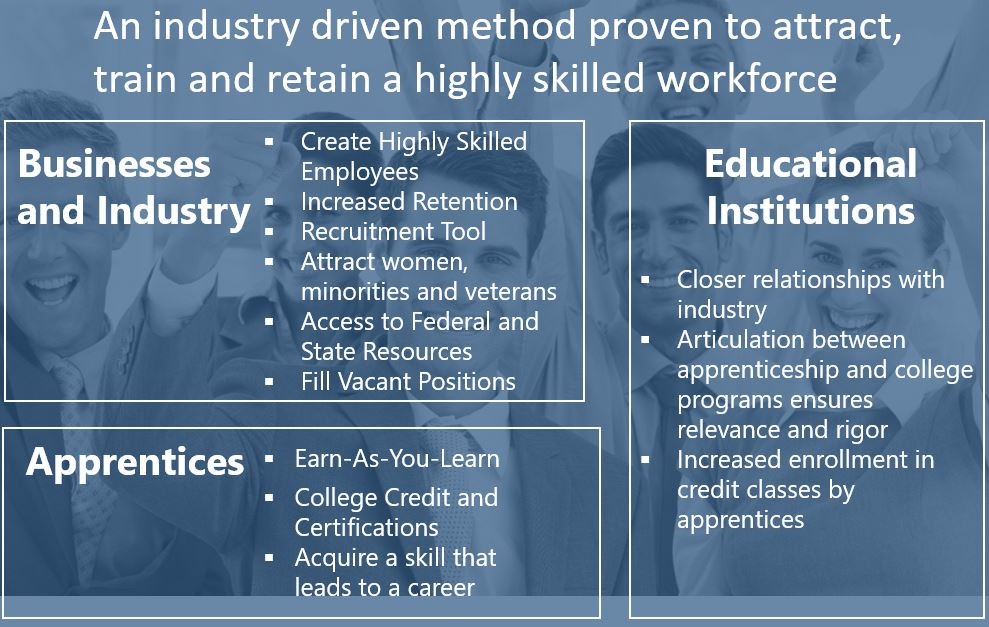 An industry driven method proven to attract,
train and retain a highly skilled workforce
Businesses
and Industry
▪ Create Highly Skilled
Employees
▪ Increased Retention
▪ Recruitment Tool
▪ Attract women,
minorities and veterans
▪ Access to Federal and
State Resources
▪ Fill Vacant Positions
Apprentices
▪ Earn-As-You-Learn
▪ College Credit and
Certifications
▪ Acquire a skill that
leads to a career
Educational
Institutions
▪ Closer relationships with
industry
▪ Articulation between
apprenticeship and college
programs ensures
relevance and rigor
▪ Increased enrollment in
credit classes by
apprentices